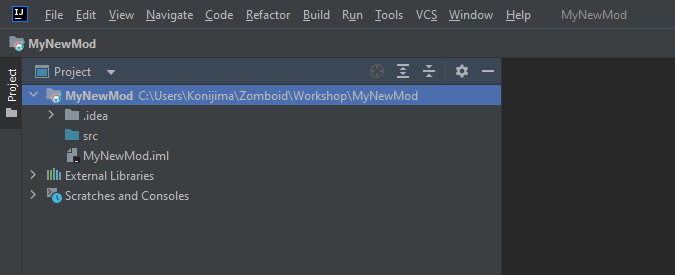 IJ File Edit View Navigate Code Refactor Build Run Tools VCS Window Help MyNewMod
MyNewMod
Project
Project
MyNewMod C:\Users\Konijima\Zomboid\Workshop\MyNewMod
.idea
src
MyNewMod.iml
External Libraries
Scratches and Consoles